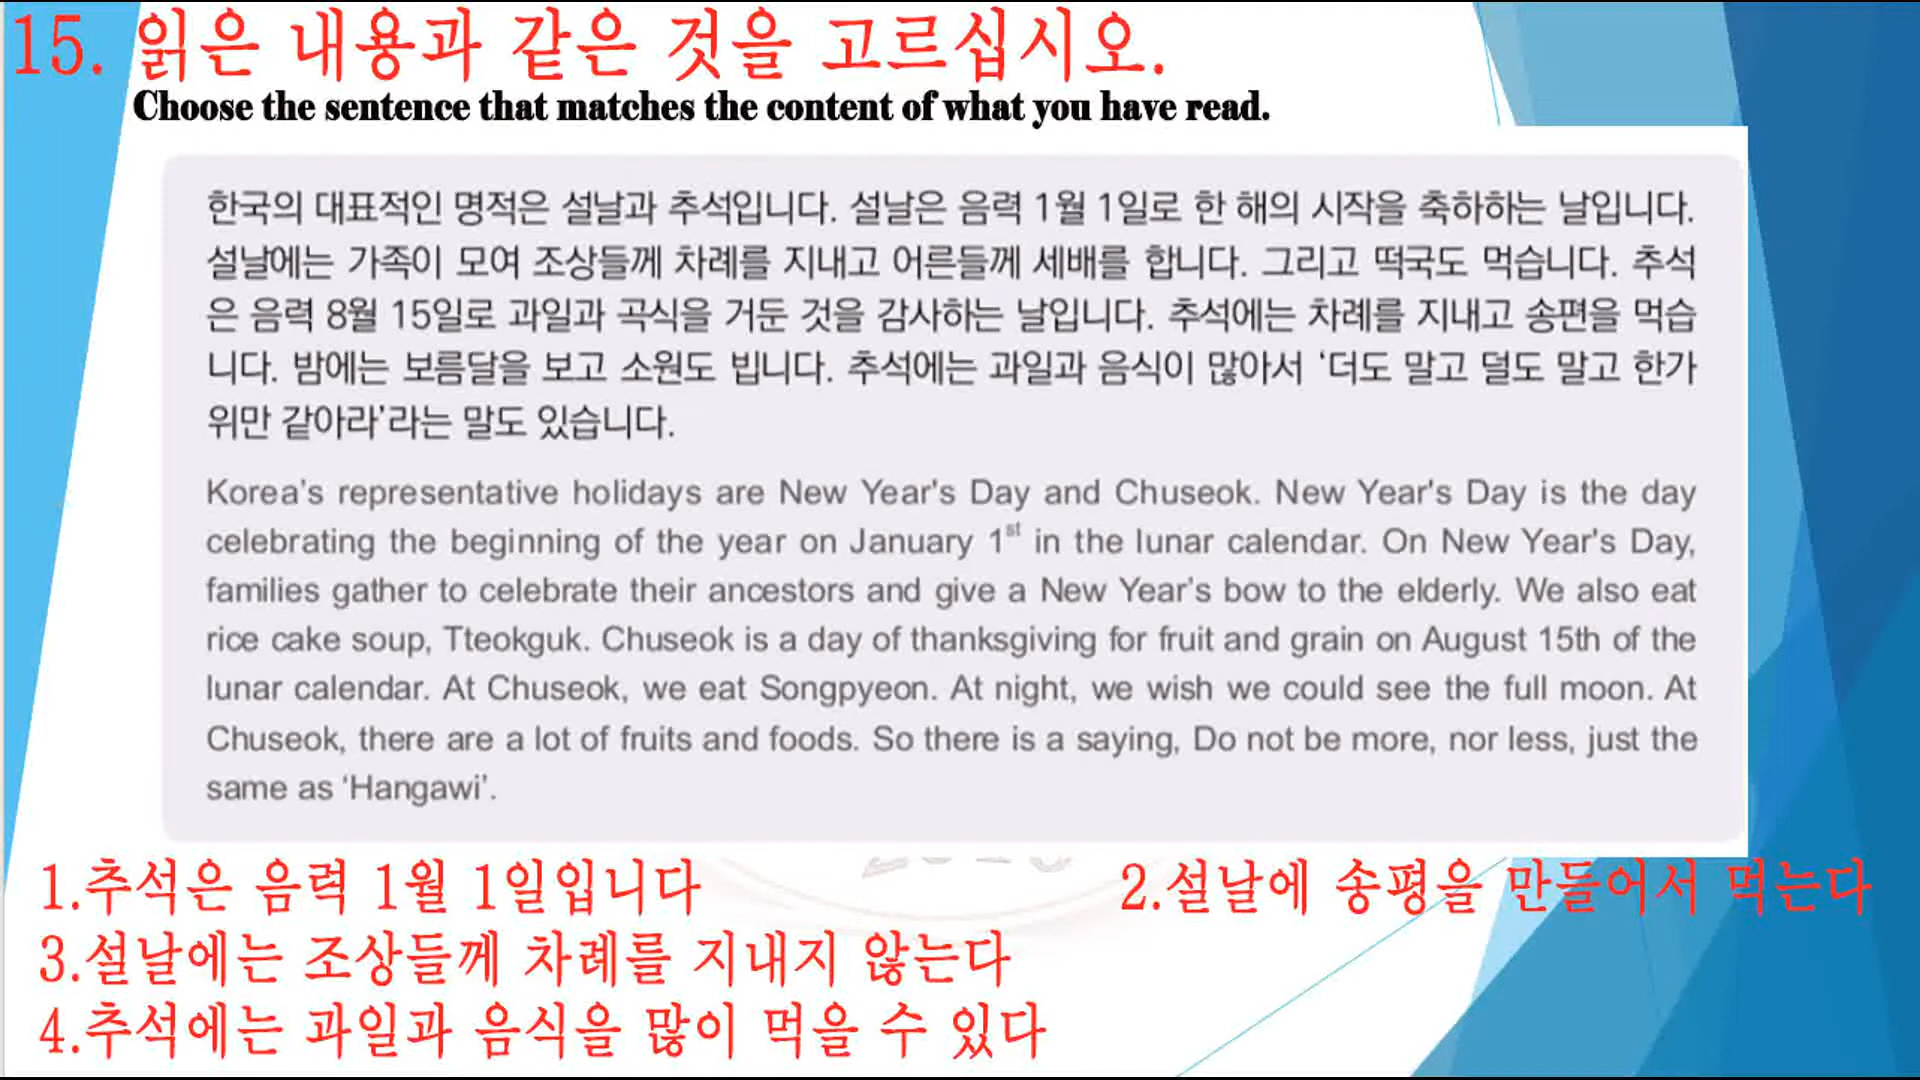 15. 읽은 내용과 같은 것을 고르십시오.
Choose the sentence that matches the content of what you have read.
한국의 대표적인 명적은 설날과 추석입니다. 설날은 음력 1월 1일로 한 해의 시작을 축하하는 날입니다.
설날에는 가족이 모여 조상들께 차례를 지내고 어른들께 세배를 합니다. 그리고 떡국도 먹습니다. 추석
은 음력 8월 15일로 과일과 곡식을 거둔 것을 감사하는 날입니다. 추석에는 차례를 지내고 송편을 먹습
니다. 밤에는 보름달을 보고 소원도 빕니다. 추석에는 과일과 음식이 많아서 ‘더도 말고 덜도 말고 한가
위만 같아라’라는 말도 있습니다.
Korea’s representative holidays are New Year's Day and Chuseok. New Year's Day is the day
celebrating the beginning of the year on January 1st in the lunar calendar. On New Year's Day,
families gather to celebrate their ancestors and give a New Year’s bow to the elderly. We also eat
rice cake soup, Tteokguk. Chuseok is a day of thanksgiving for fruit and grain on August 15th of the
lunar calendar. At Chuseok, we eat Songpyeon. At night, we wish we could see the full moon. At
Chuseok, there are a lot of fruits and foods. So there is a saying, Do not be more, nor less, just the
same as ‘Hangawi’.
1.추석은 음력 1월 1일입니다
2.설날에 송평을 만들어서 먹는다
3.설날에는 조상들께 차례를 지내지 않는다
4.추석에는 과일과 음식을 많이 먹을 수 있다